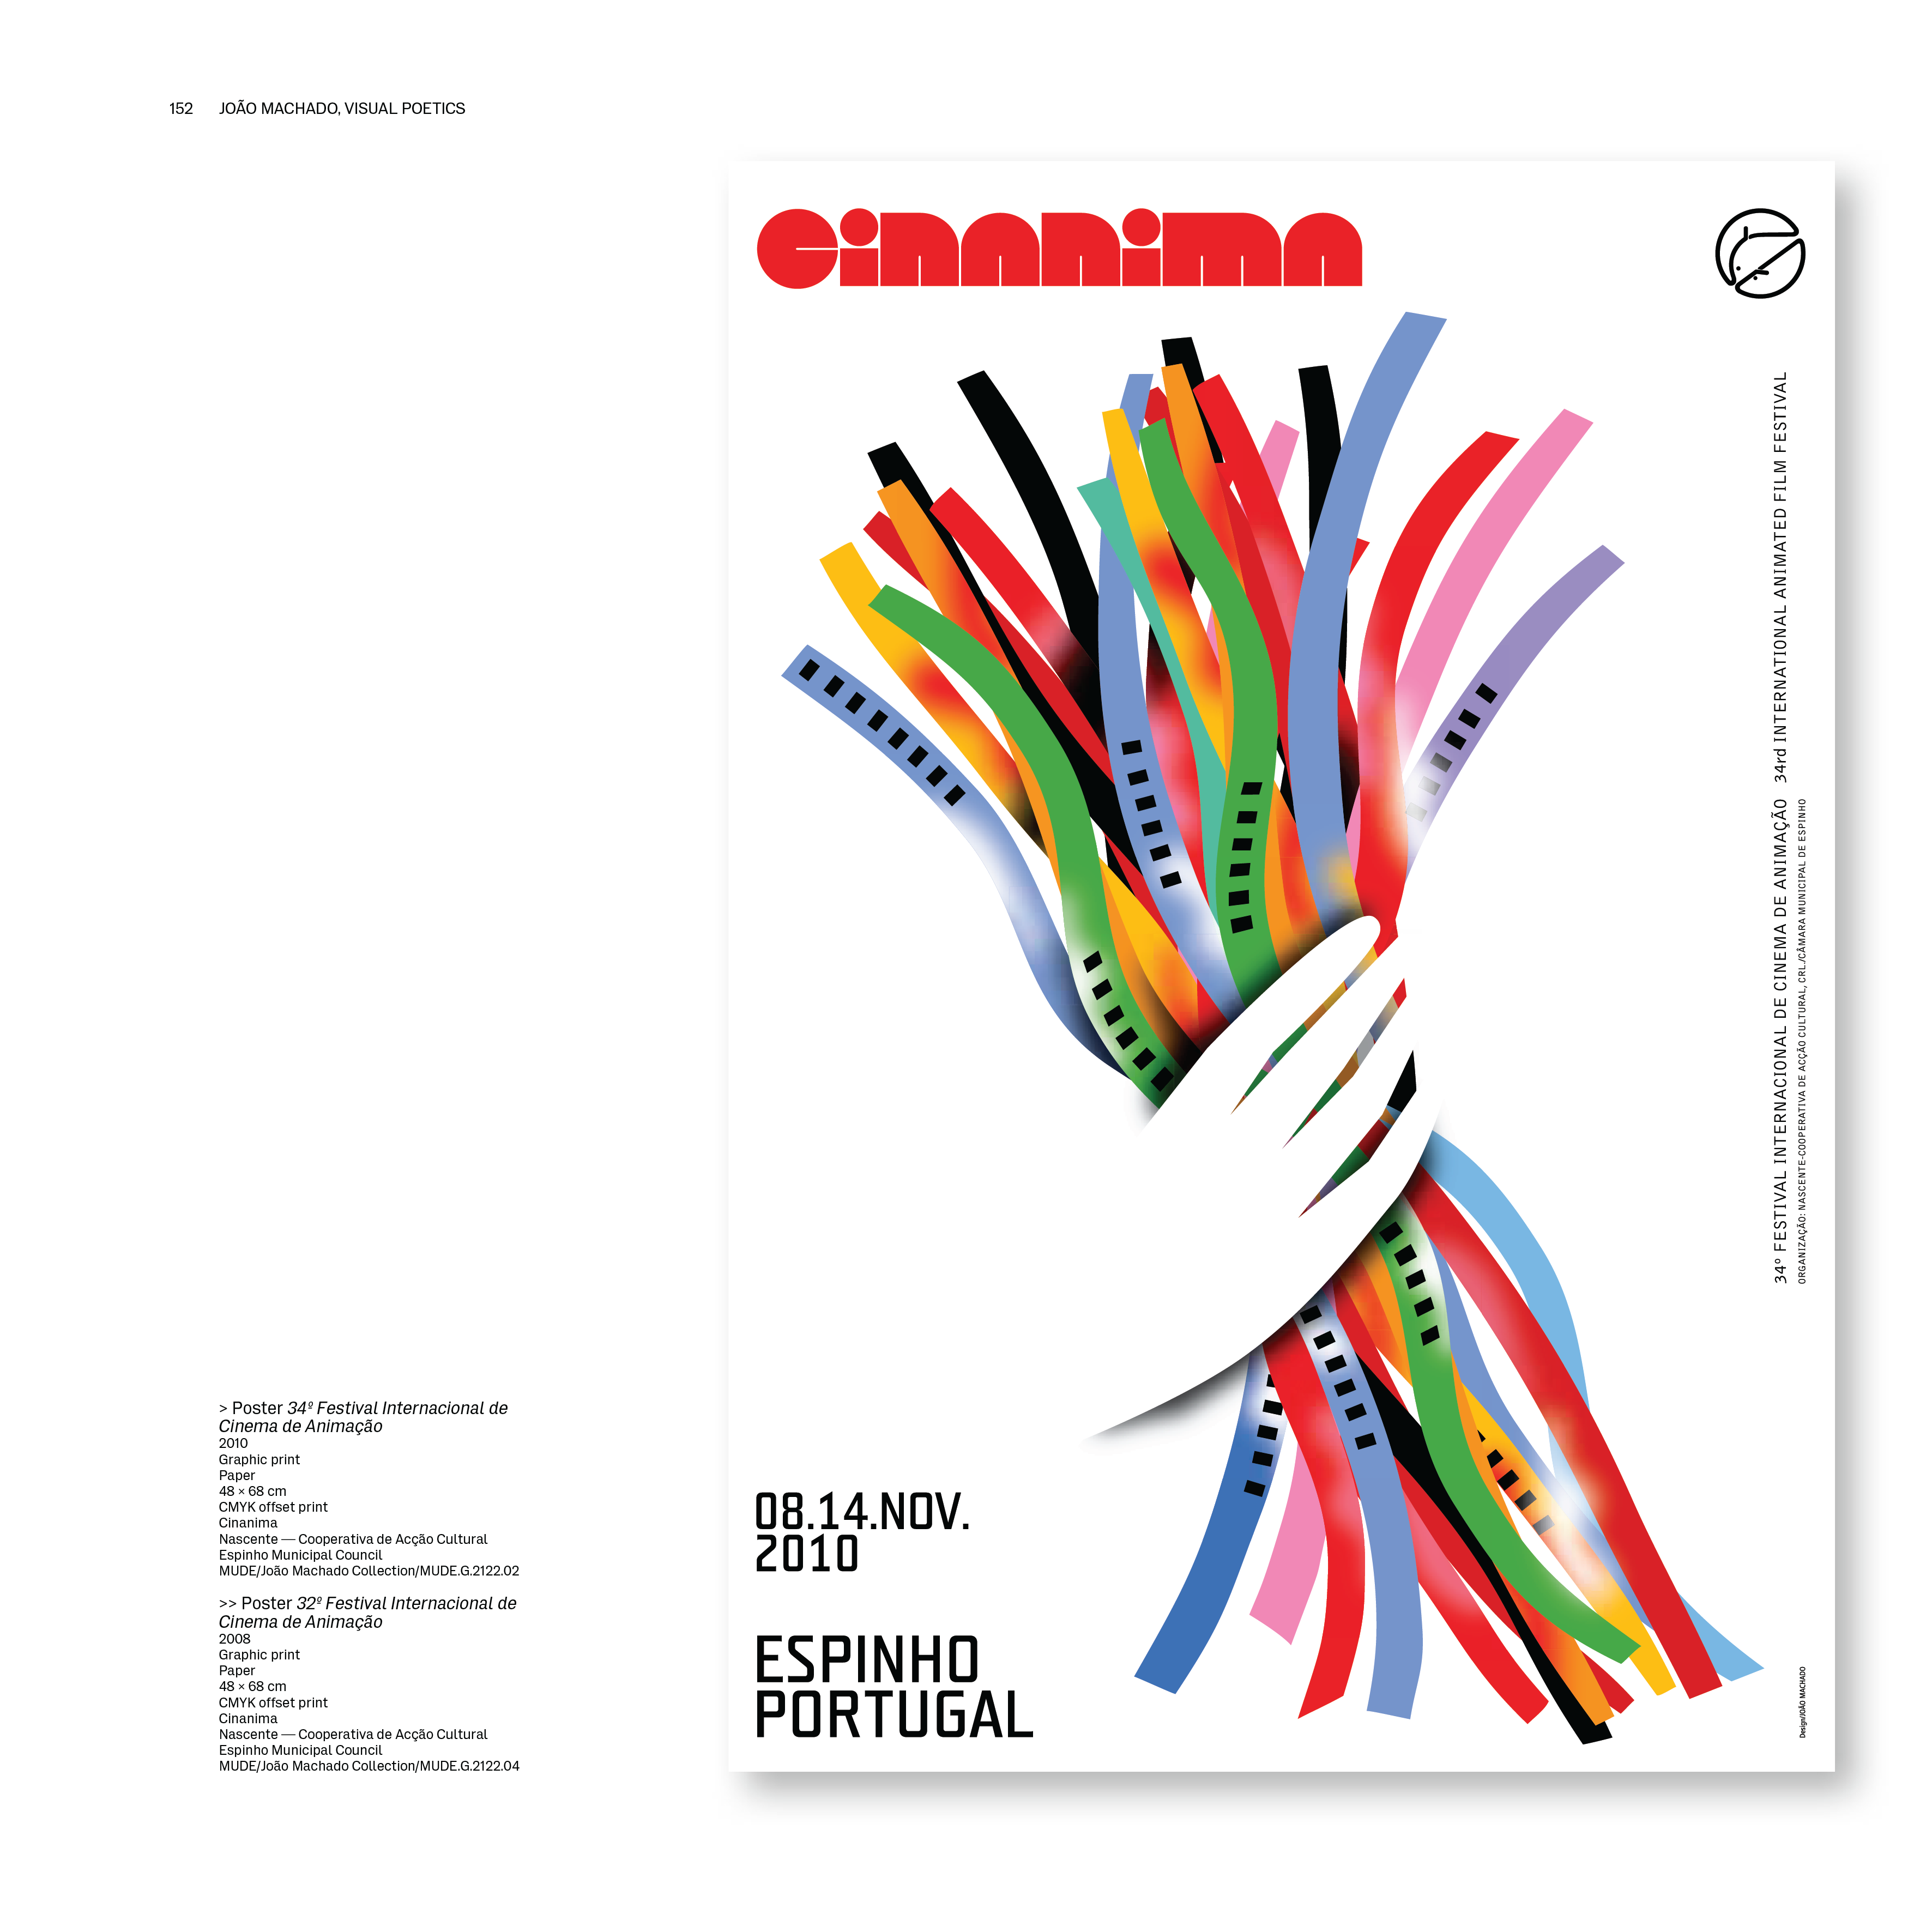 152 JOÃO MACHADO, VISUAL POETICS
cinanima
34º FESTIVAL INTERNACIONAL DE CINEMA DE ANIMAÇÃO 34rd INTERNATIONAL ANIMATED FILM FESTIVAL
ORGANIZAÇÃO: NASCENTE-COOPERATIVA DE ACÇÃO CULTURAL, CRL./CÂMARA MUNICIPAL DE ESPINHO
08.14.NOV.
2010
ESPINHO
PORTUGAL
Design/JOÃO MACHADO
> Poster 34º Festival Internacional de
Cinema de Animação
2010
Graphic print
Paper
48 × 68 cm
CMYK offset print
Cinanima
Nascente — Cooperativa de Acção Cultural
Espinho Municipal Council
MUDE/João Machado Collection/MUDE.G.2122.02
>> Poster 32º Festival Internacional de
Cinema de Animação
2008
Graphic print
Paper
48 × 68 cm
CMYK offset print
Cinanima
Nascente — Cooperativa de Acção Cultural
Espinho Municipal Council
MUDE/João Machado Collection/MUDE.G.2122.04